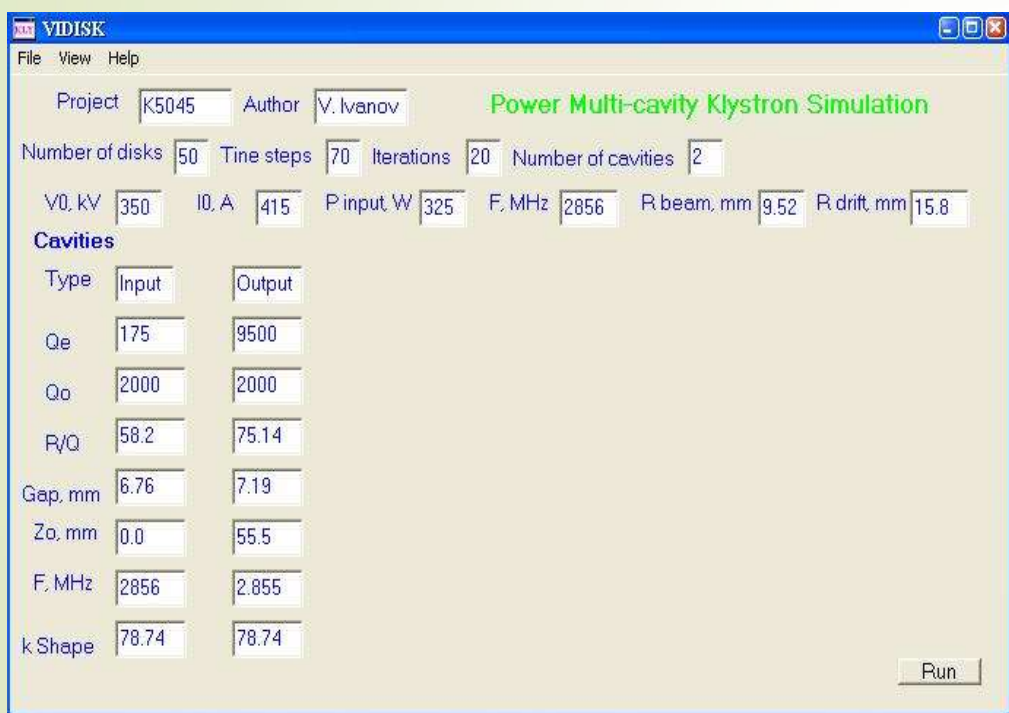 KLY VIDISK
File View Help
Project K5045 Author V. Ivanov Power Multi-cavity Klystron Simulation
Number of disks 50 Tine steps 70 Iterations 20 Number of cavities 2
V0, kV 350 I0, A 415 P input, W 325 F, MHz 2856 R beam, mm 9.52 R drift, mm 15.8
Cavities
Type Input Output
Qe 175 9500
Qo 2000 2000
R/Q 58.2 75.14
Gap, mm 6.76 7.19
Zo, mm 0.0 55.5
F, MHz 2856 2.855
k Shape 78.74 78.74
Run